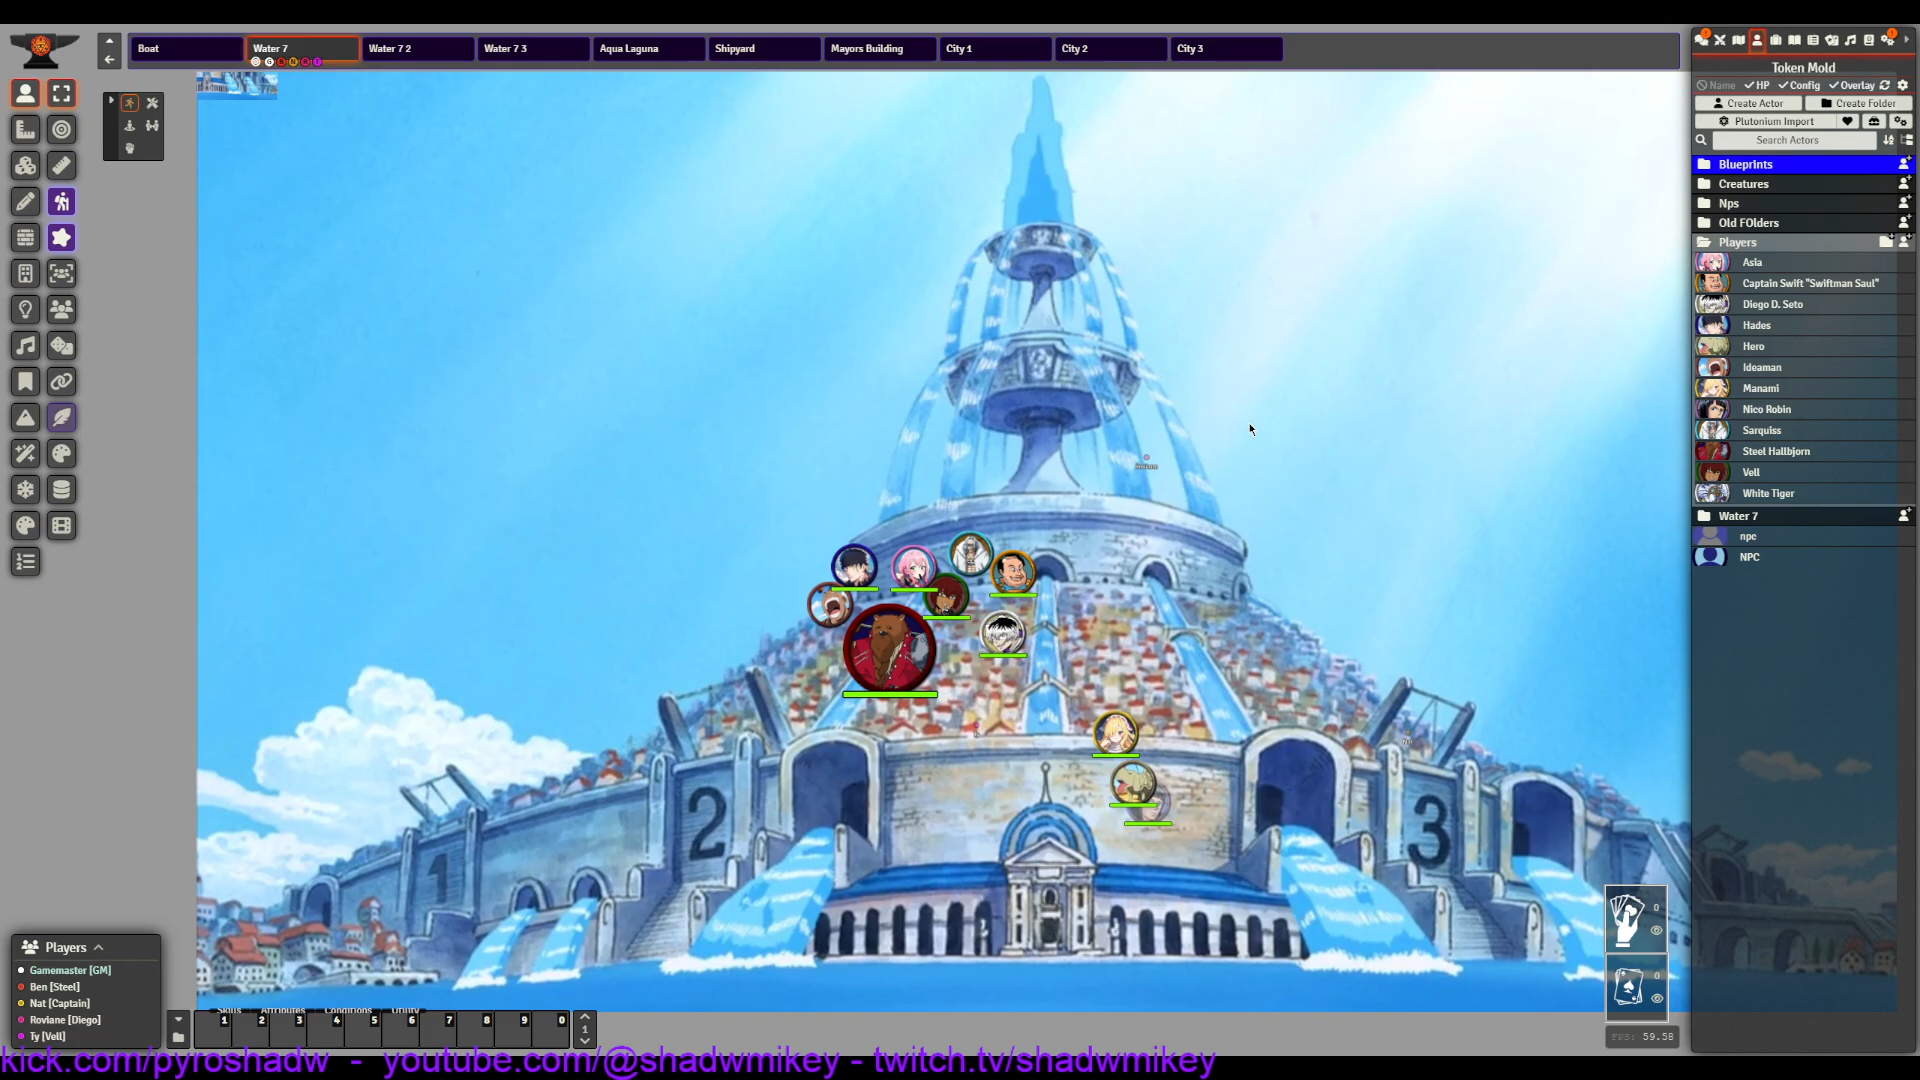 Boat
Water 7
Water 7 2
Water 7 3
Aqua Laguna
Shipyard
Mayors Building
City 1
City 2
City 3
G
G
B
N
R
T
Token Mold
Name
HP
Config
Overlay
Create Actor
Create Folder
Plutonium Import
Search Actors
Blueprints
Creatures
Nps
Old FOlders
Players
Asia
Captain Swift "Swiftman Saul"
Diego D. Seto
Hades
Hero
Ideaman
Manami
Nico Robin
Sarquiss
Steel Hallbjorn
Vell
White Tiger
Water 7
npc
NPC
1
2
3
0
0
FPS: 59.58
Players
Gamemaster [GM]
Ben [Steel]
Nat [Captain]
Roviane [Diego]
Ty [Vell]
Skills Attributes Conditions Utility
1 2 3 4 5 6 7 8 9 0
1
kick.com/pyroshadw - youtube.com/@shadwmikey - twitch.tv/shadwmikey